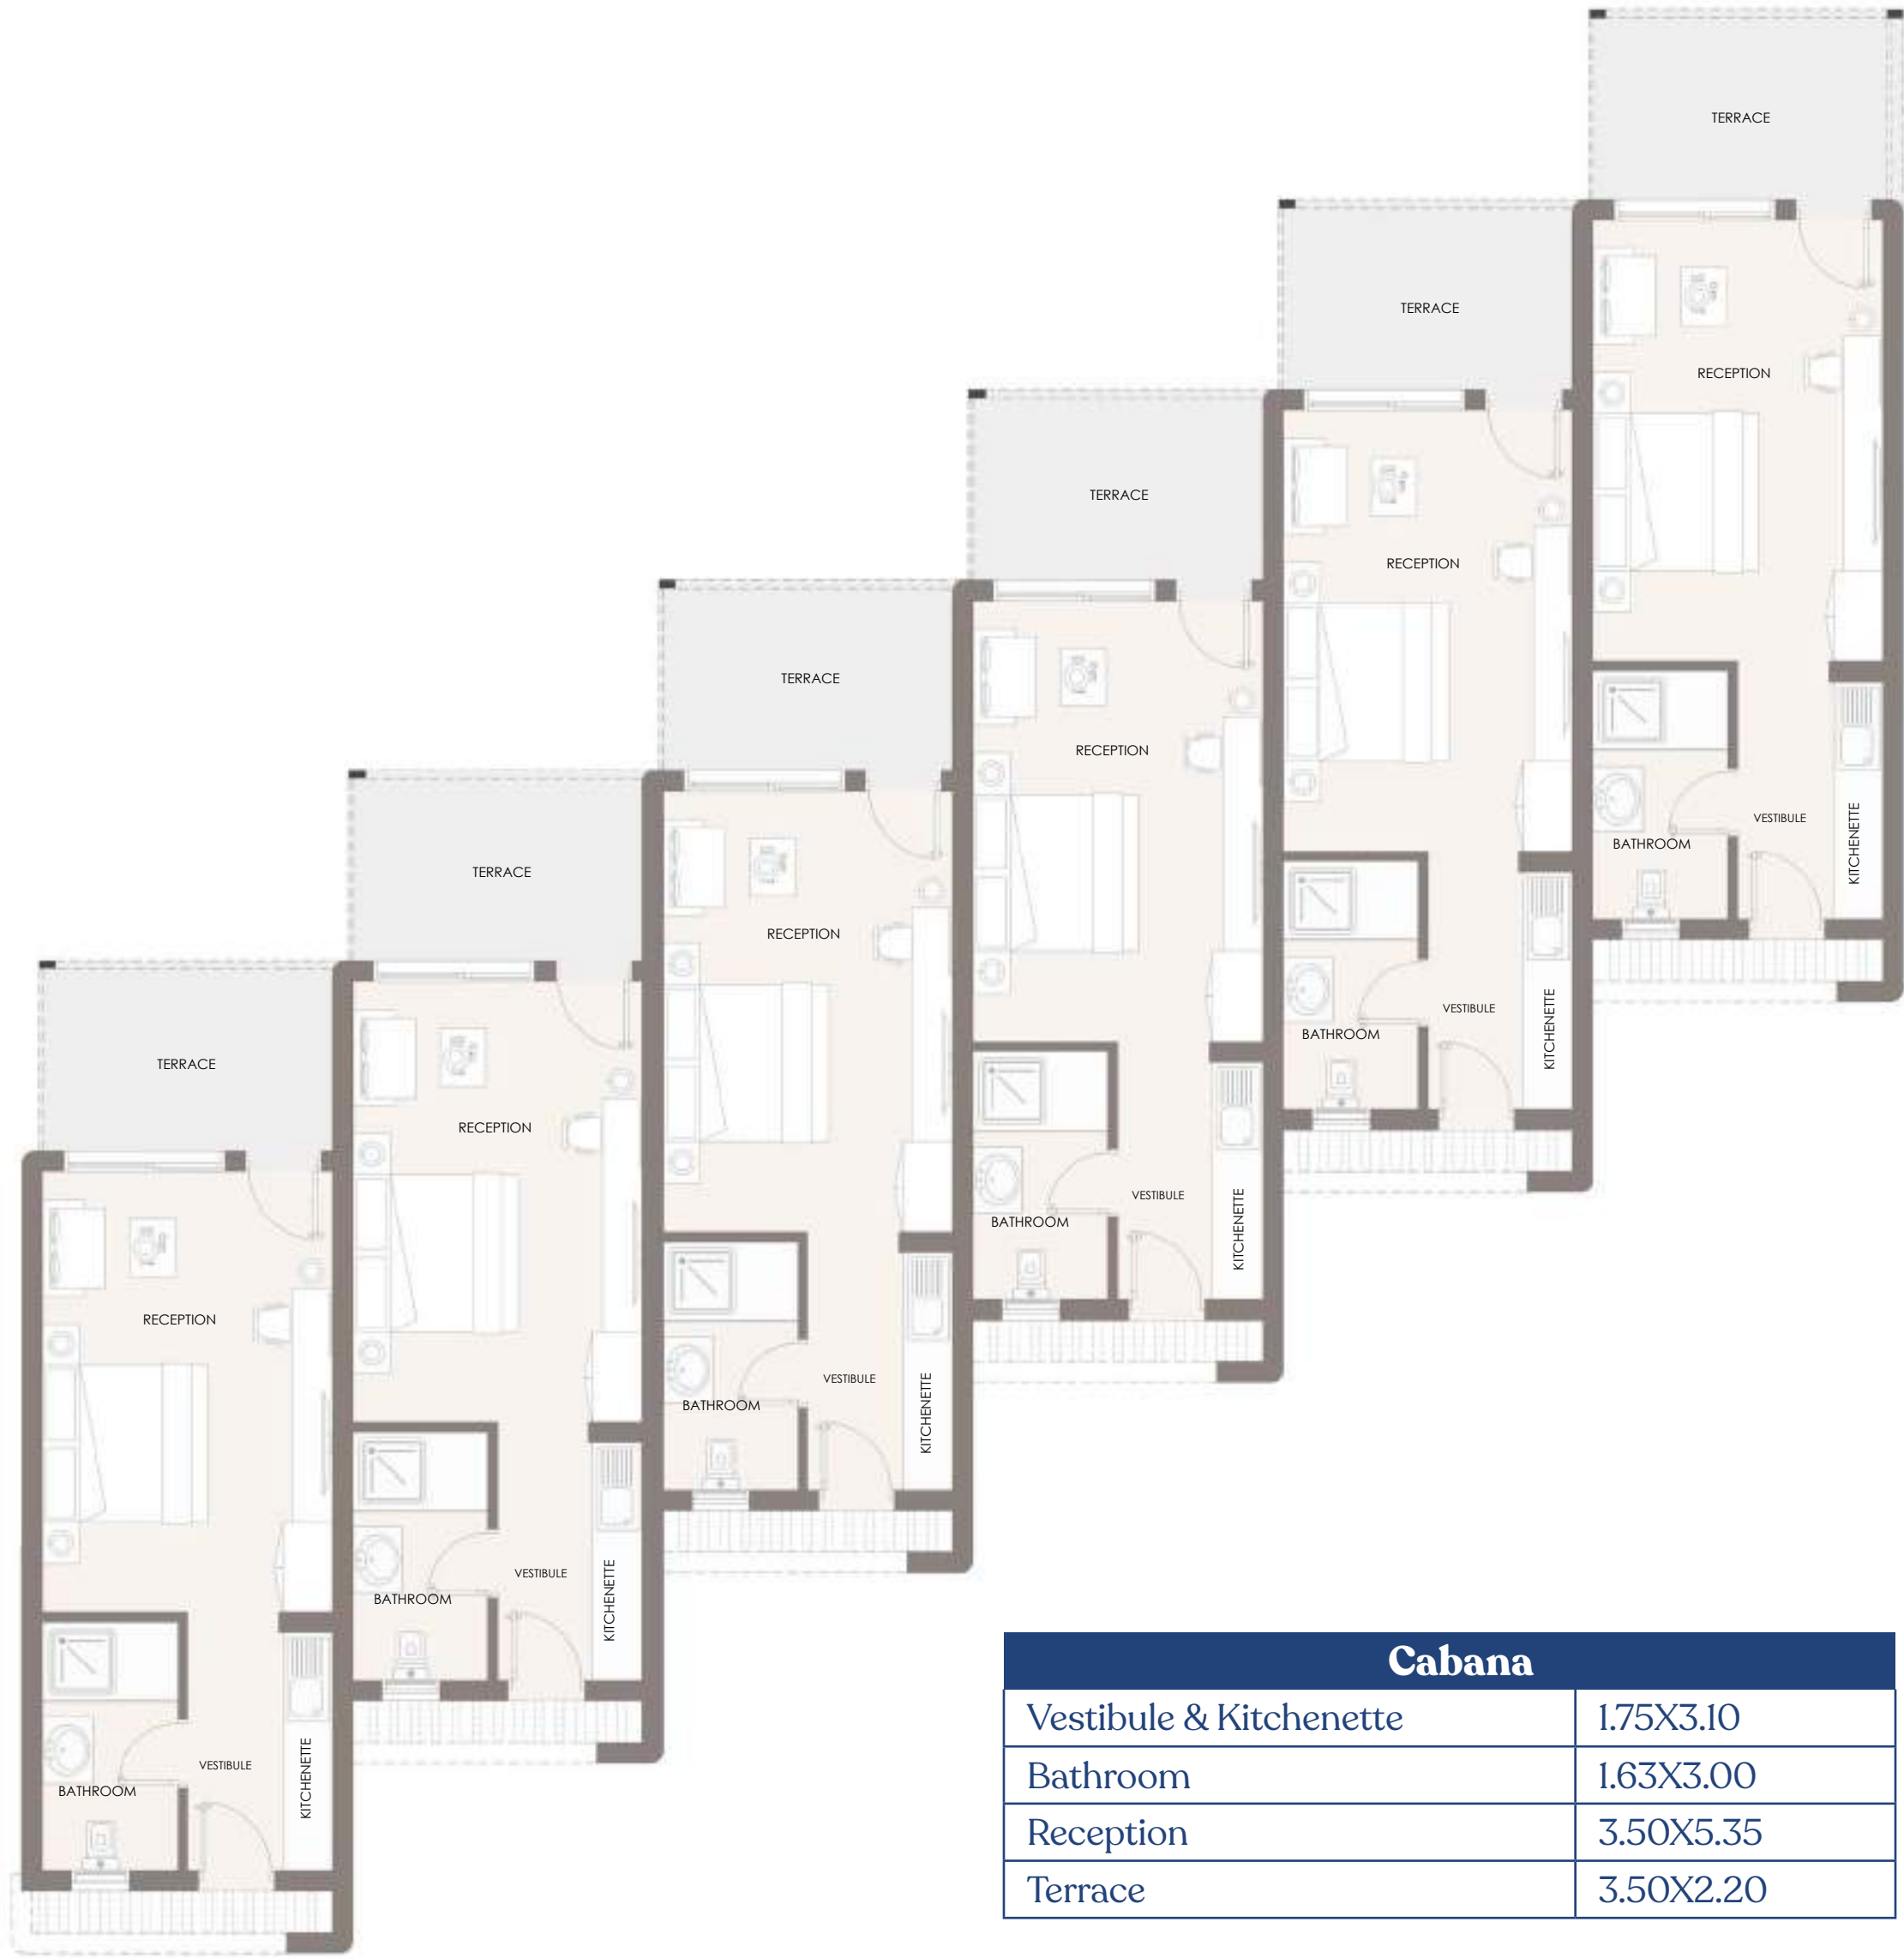 TERRACE
RECEPTION
BATHROOM
VESTIBULE
KITCHENETTE
TERRACE
RECEPTION
BATHROOM
VESTIBULE
KITCHENETTE
TERRACE
RECEPTION
BATHROOM
VESTIBULE
KITCHENETTE
TERRACE
RECEPTION
BATHROOM
VESTIBULE
KITCHENETTE
TERRACE
RECEPTION
BATHROOM
VESTIBULE
KITCHENETTE
TERRACE
RECEPTION
BATHROOM
VESTIBULE
KITCHENETTE
Cabana
Vestibule & Kitchenette 1.75X3.10
Bathroom 1.63X3.00
Reception 3.50X5.35
Terrace 3.50X2.20